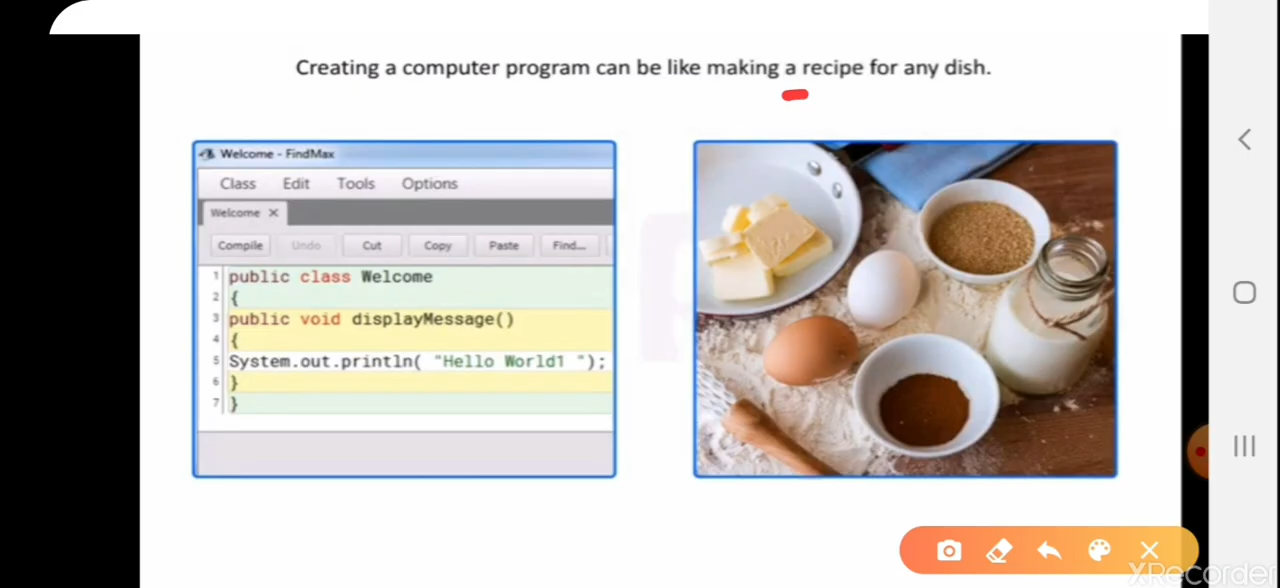 Creating a computer program can be like making a recipe for any dish.
Welcome - FindMax
Class Edit Tools Options
Welcome X
Compile Undo Cut Copy Paste Find...
1 public class Welcome
2 {
3 public void displayMessage()
4 {
5 System.out.println( "Hello World1 ");
6 }
7 }
XRecorder